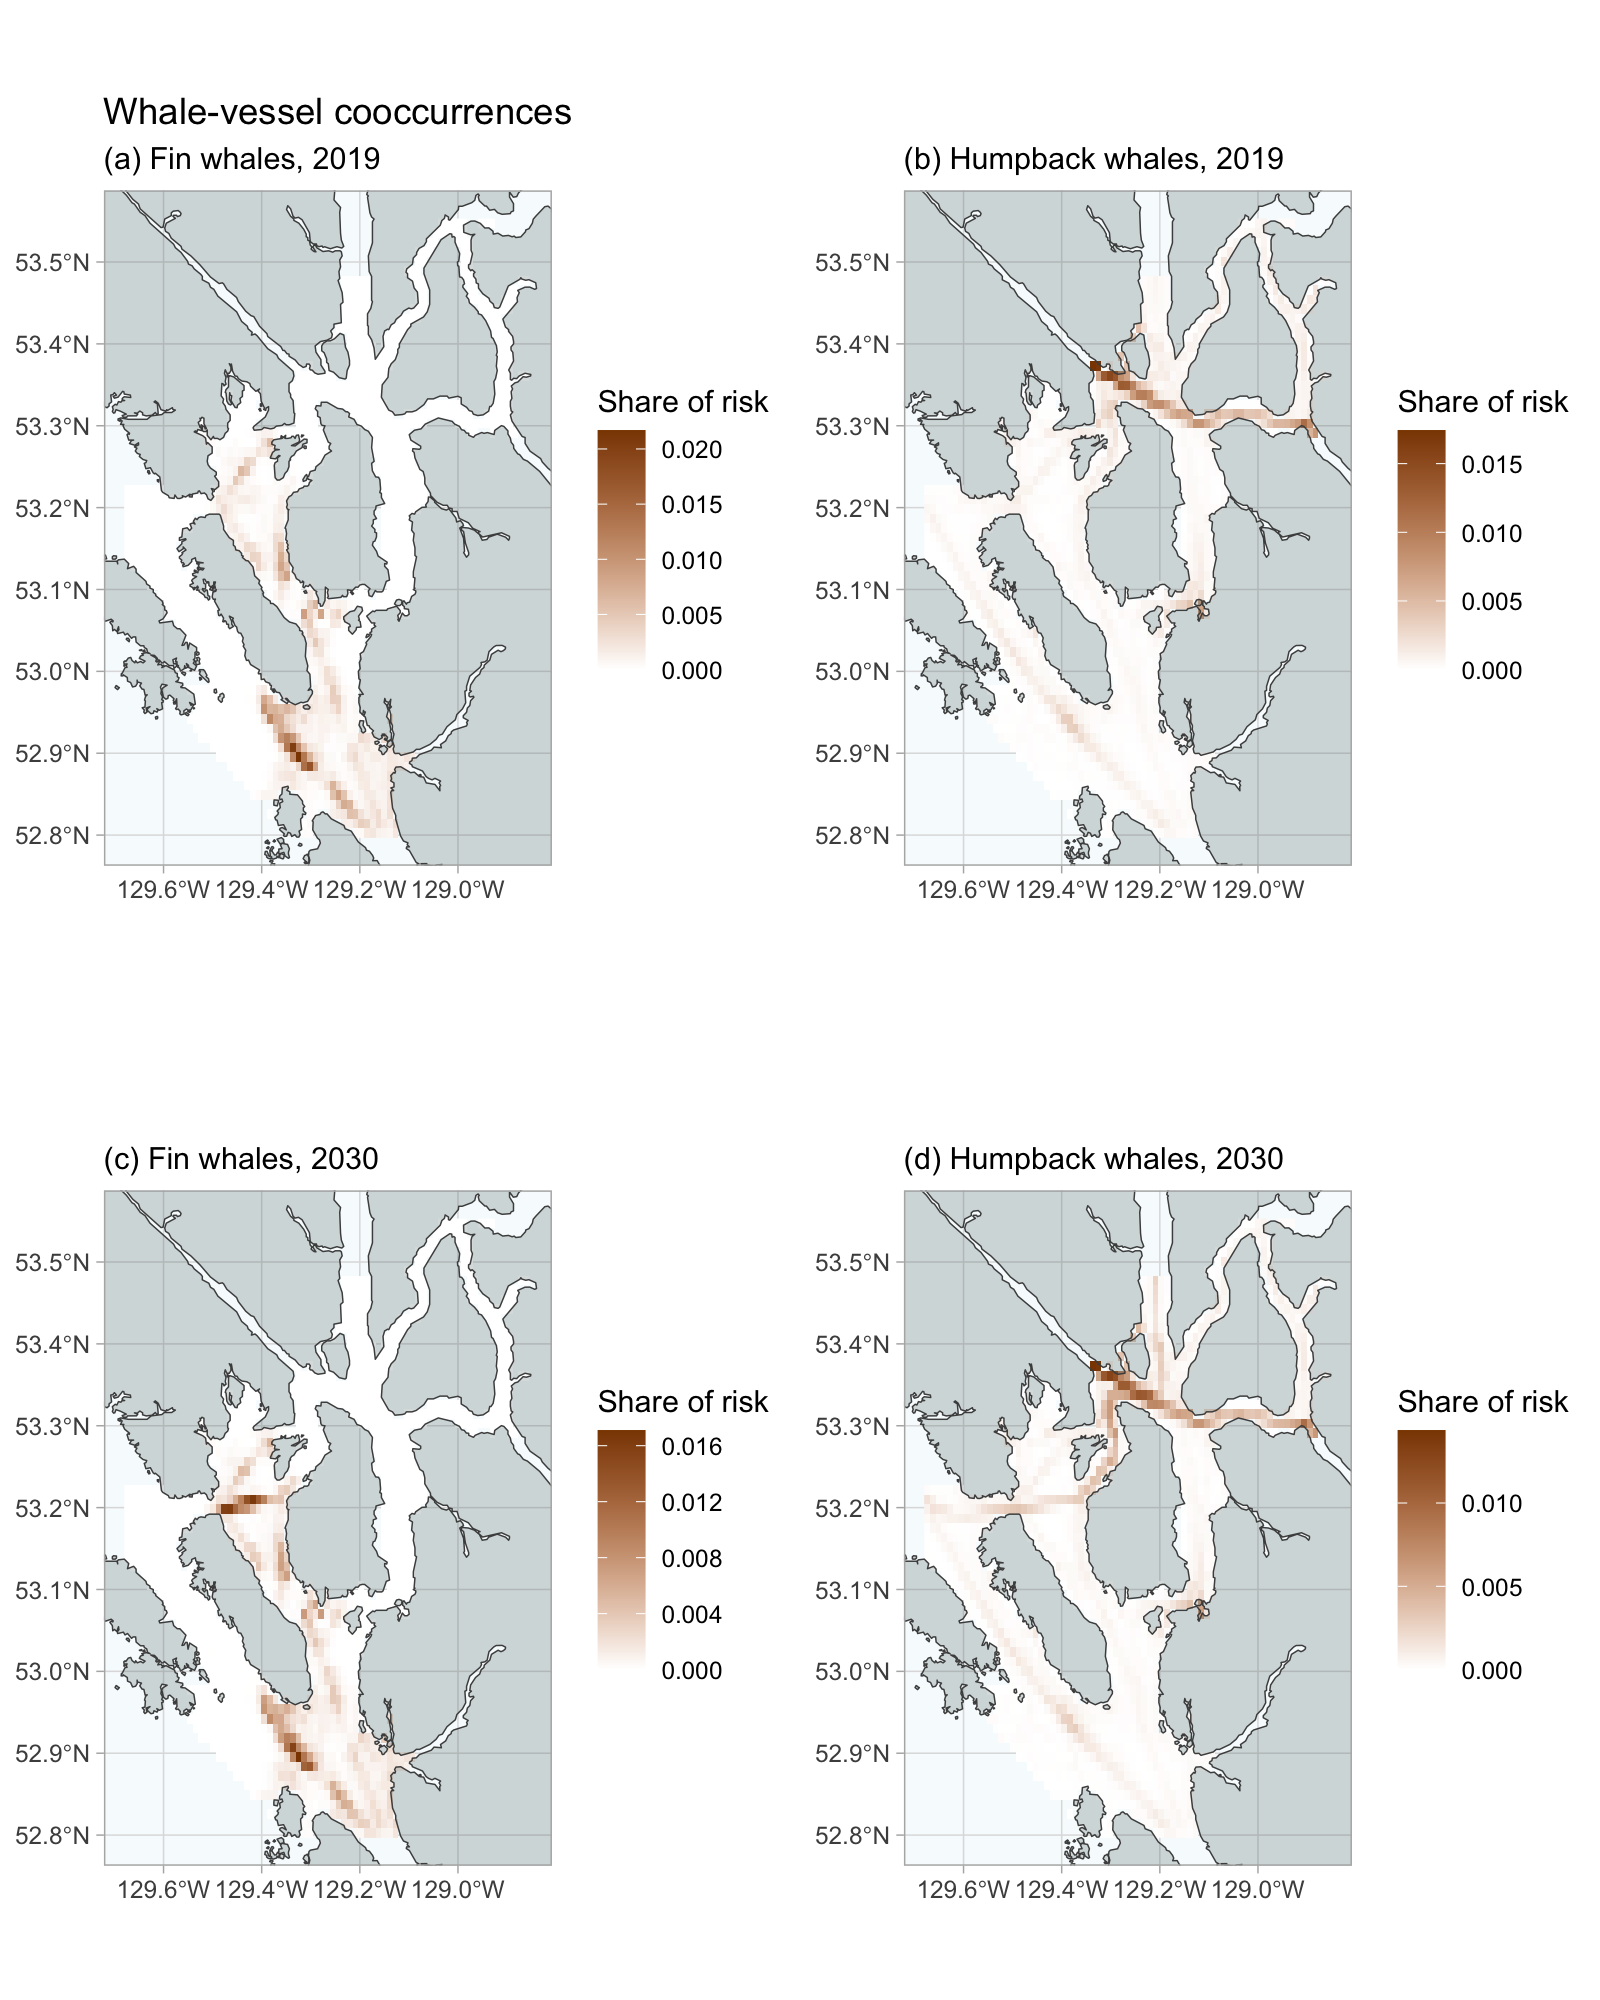 Whale-vessel cooccurrences
(a) Fin whales, 2019
53.5°N
53.4°N
53.3°N
53.2°N
53.1°N
53.0°N
52.9°N
52.8°N
129.6°W 129.4°W 129.2°W 129.0°W
Share of risk
0.020
0.015
0.010
0.005
0.000
(b) Humpback whales, 2019
53.5°N
53.4°N
53.3°N
53.2°N
53.1°N
53.0°N
52.9°N
52.8°N
129.6°W 129.4°W 129.2°W 129.0°W
Share of risk
0.015
0.010
0.005
0.000
(c) Fin whales, 2030
53.5°N
53.4°N
53.3°N
53.2°N
53.1°N
53.0°N
52.9°N
52.8°N
129.6°W 129.4°W 129.2°W 129.0°W
Share of risk
0.016
0.012
0.008
0.004
0.000
(d) Humpback whales, 2030
53.5°N
53.4°N
53.3°N
53.2°N
53.1°N
53.0°N
52.9°N
52.8°N
129.6°W 129.4°W 129.2°W 129.0°W
Share of risk
0.010
0.005
0.000